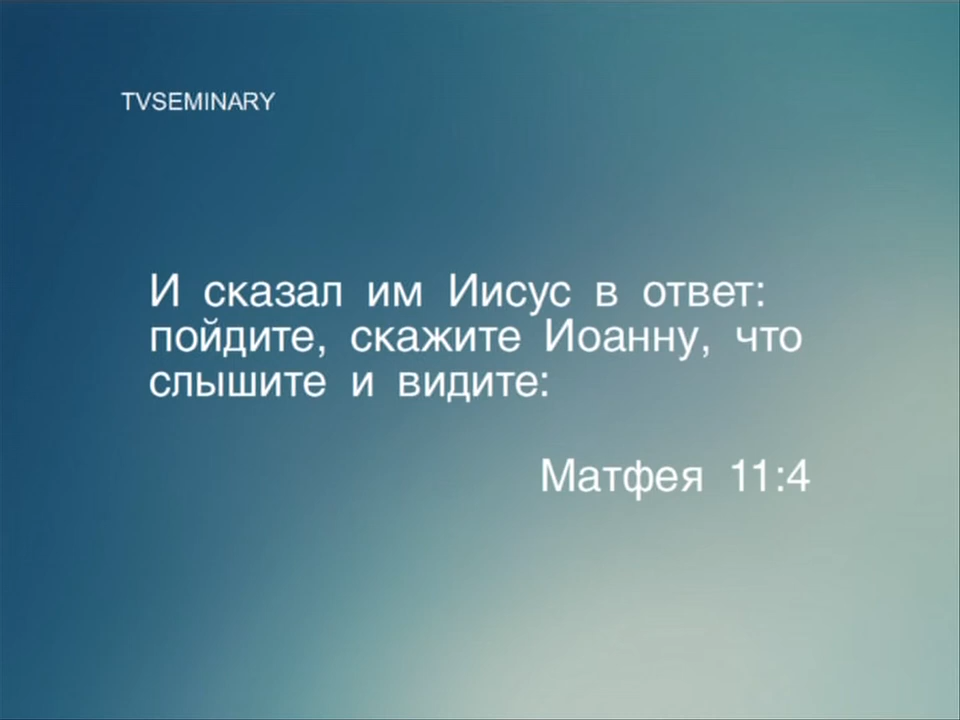 TVSEMINARY
И сказал им Иисус в ответ:
пойдите, скажите Иоанну, что
слышите и видите:
Матфея 11:4